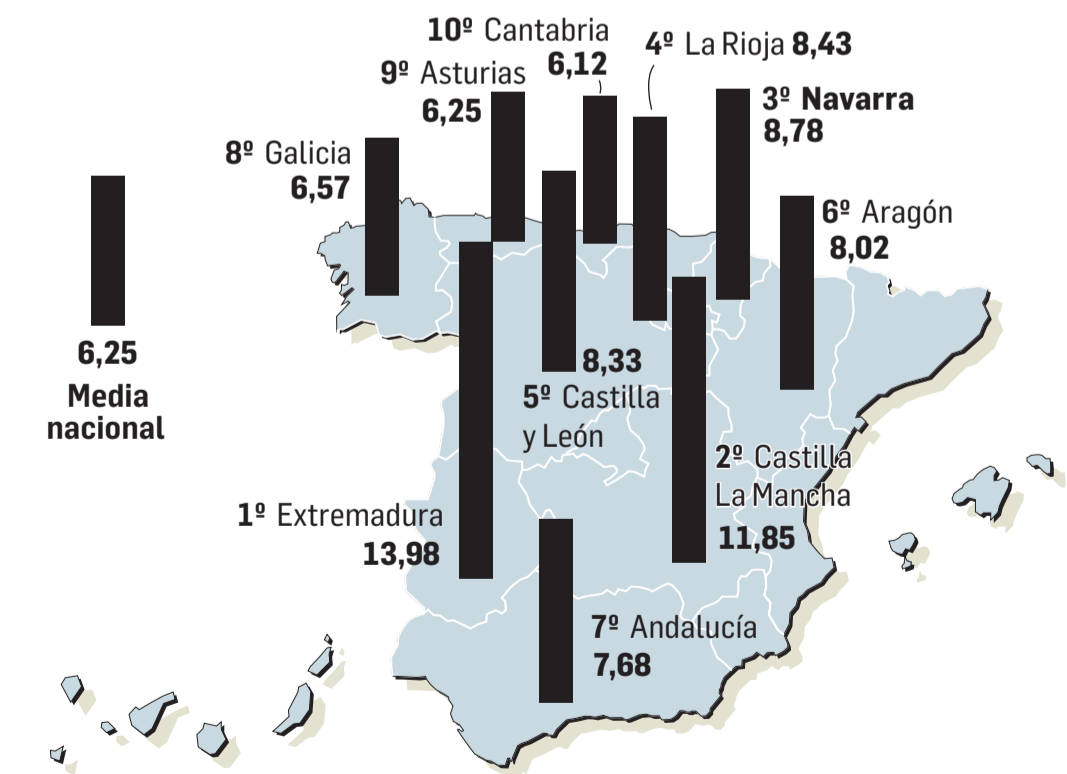 10º Cantabria
6,12
4º La Rioja 8,43
9º Asturias
6,25
3º Navarra
8,78
8º Galicia
6,57
6º Aragón
8,02
6,25
Media
nacional
8,33
5º Castilla
y León
2º Castilla
La Mancha
11,85
1º Extremadura
13,98
7º Andalucía
7,68